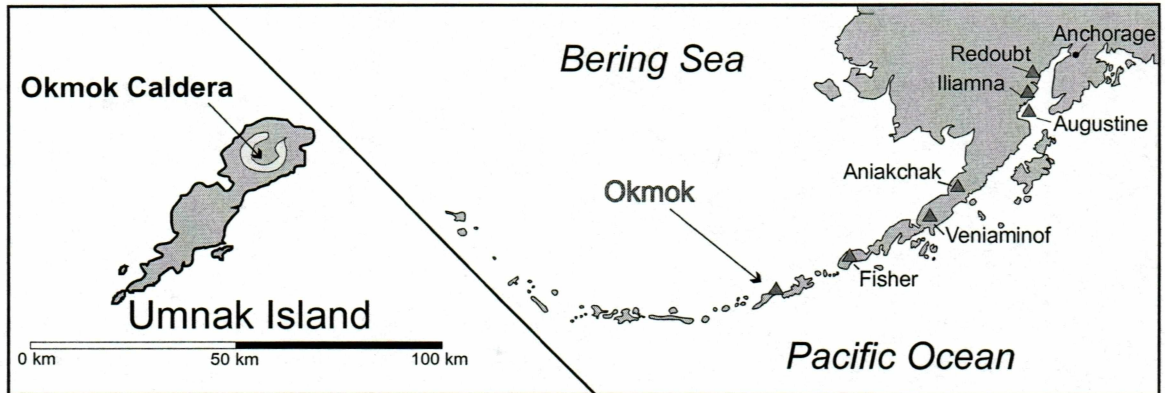 Okmok Caldera
Umnak Island
0 km
50 km
100 km
Bering Sea
Anchorage
Redoubt
Iliamna
Augustine
Aniakchak
Okmok
Veniaminof
Fisher
Pacific Ocean